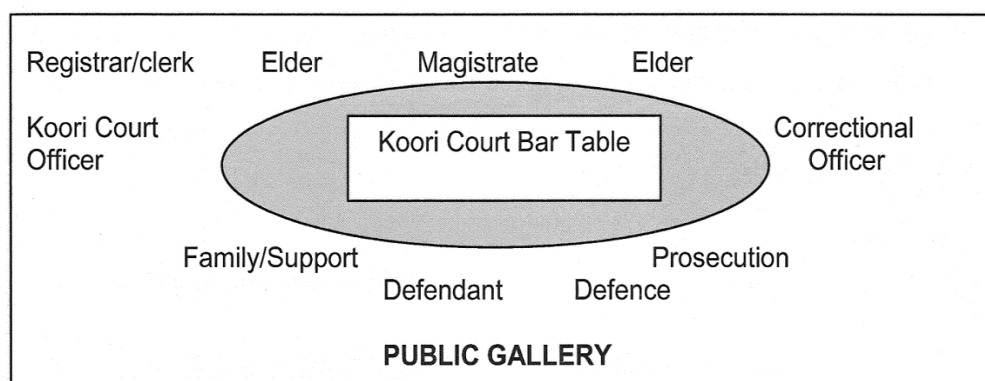 Registrar/clerk Elder Magistrate Elder
Koori Court Officer
Koori Court Bar Table
Correctional Officer
Family/Support
Prosecution
Defendant
Defence
PUBLIC GALLERY